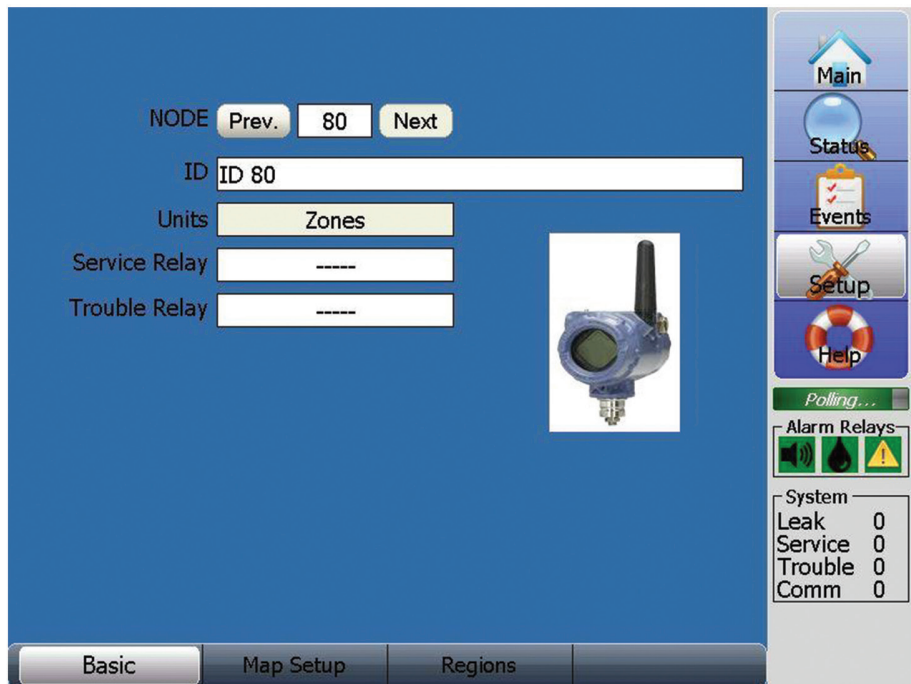 NODE Prev. 80 Next
ID ID 80
Units Zones
Service Relay -----
Trouble Relay -----
Basic Map Setup Regions
Main
Status
Events
Setup
Help
Polling...
Alarm Relays
System
Leak 0
Service 0
Trouble 0
Comm 0